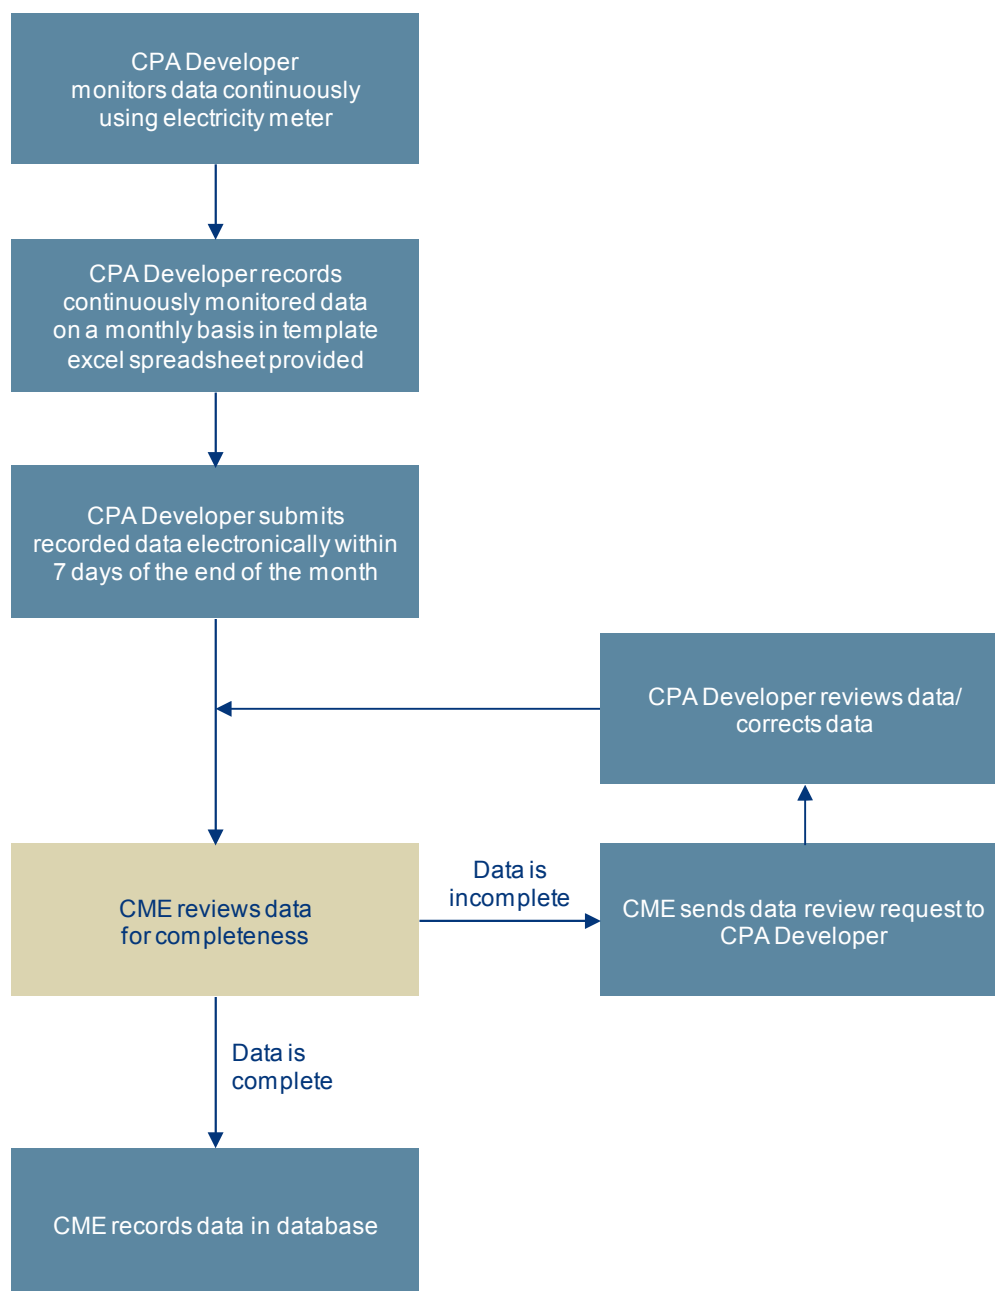 CPA Developer
monitors data continuously
using electricity meter
CPA Developer records
continuously monitored data
on a monthly basis in template
excel spreadsheet provided
CPA Developer submits
recorded data electronically within
7 days of the end of the month
CPA Developer reviews data/
corrects data
CME reviews data
for completeness
Data is
incomplete
CME sends data review request to
CPA Developer
Data is
complete
CME records data in database